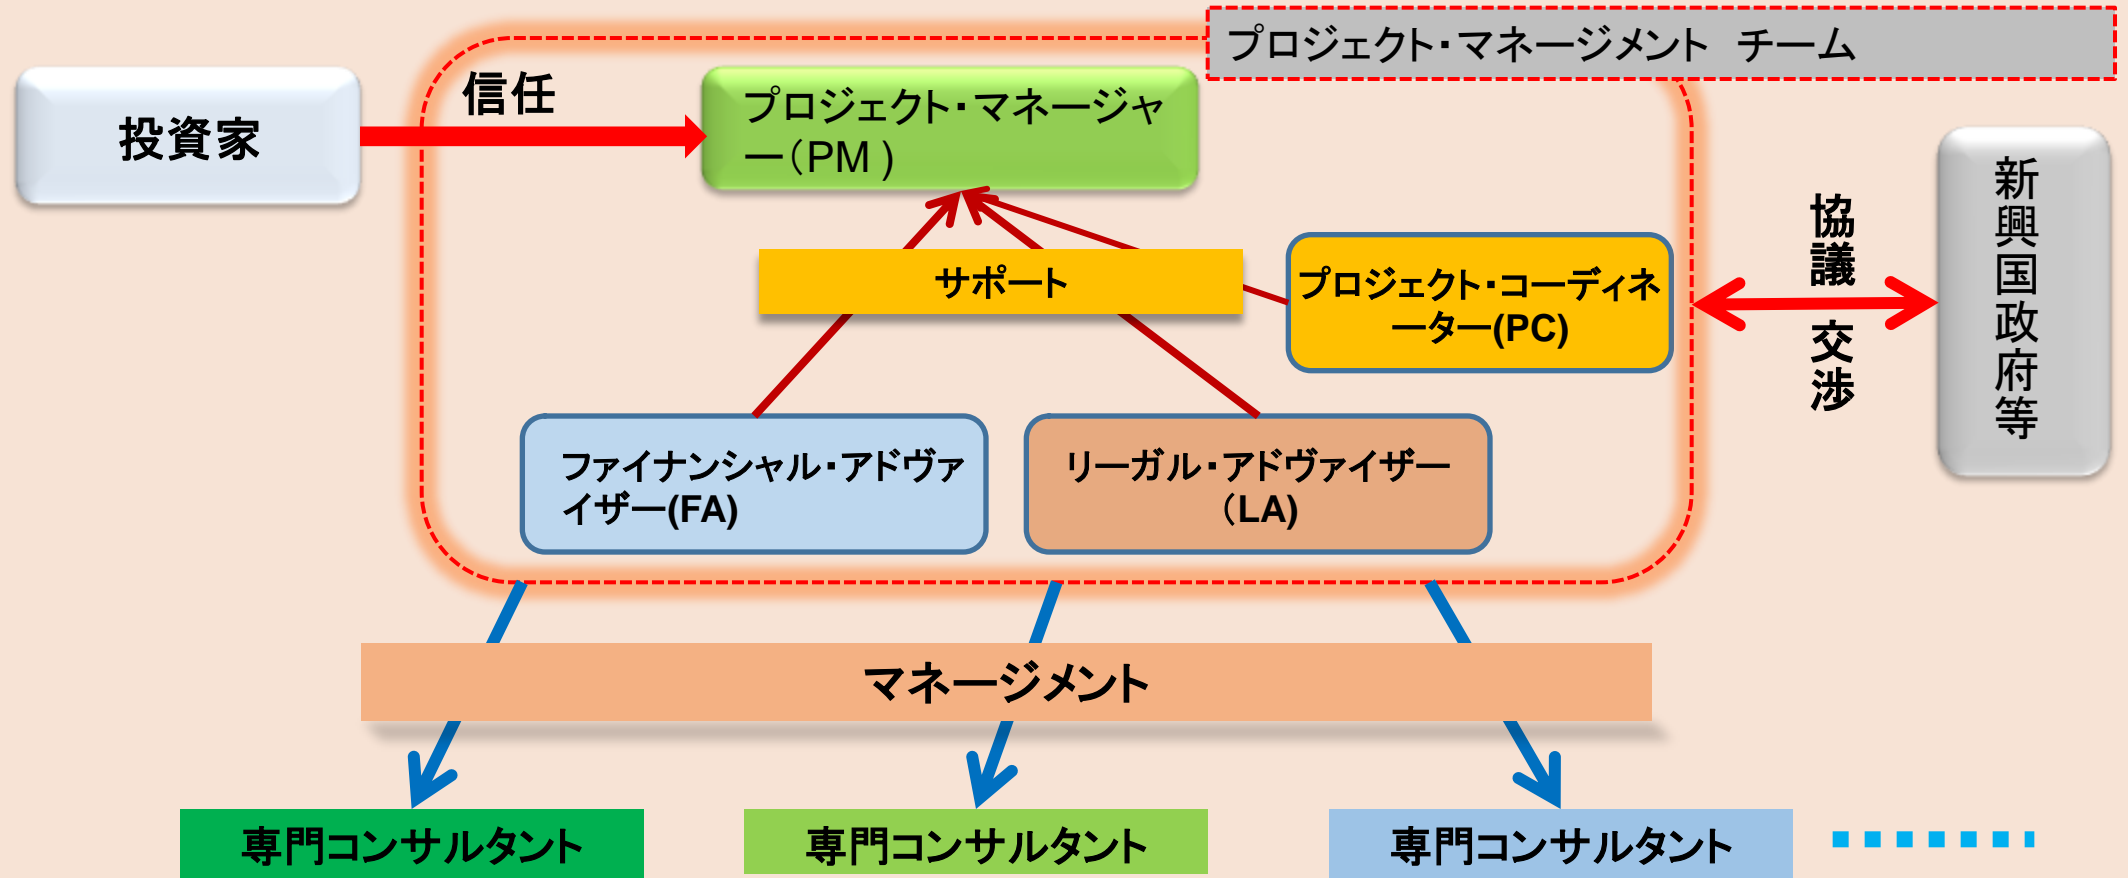 プロジェクト・マネージメント　チーム
投資家
信任
プロジェクト・マネージャ
ー（PM )
サポート
プロジェクト・コーディネ
ーター(PC)
協議　交渉
新興国政府等
ファイナンシャル・アドヴァ
イザー(FA)
リーガル・アドヴァイザー
（LA)
マネージメント
専門コンサルタント
専門コンサルタント
専門コンサルタント